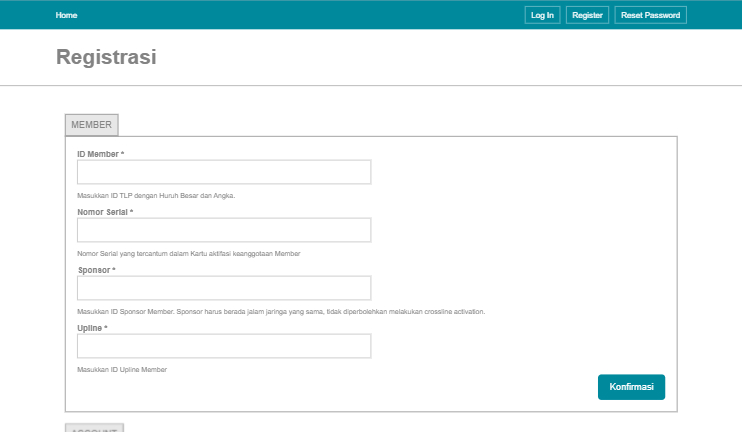 Home
Log In
Register
Reset Password
Registrasi
MEMBER
ID Member *
Masukkan ID TLP dengan Huruh Besar dan Angka.
Nomor Serial *
Nomor Serial yang tercantum dalam Kartu aktifasi keanggotaan Member
Sponsor *
Masukkan ID Sponsor Member. Sponsor harus berada jalam jaringa yang sama, tidak diperbolehkan melakukan crossline activation.
Upline *
Masukkan ID Upline Member
Konfirmasi
ACCOUNT